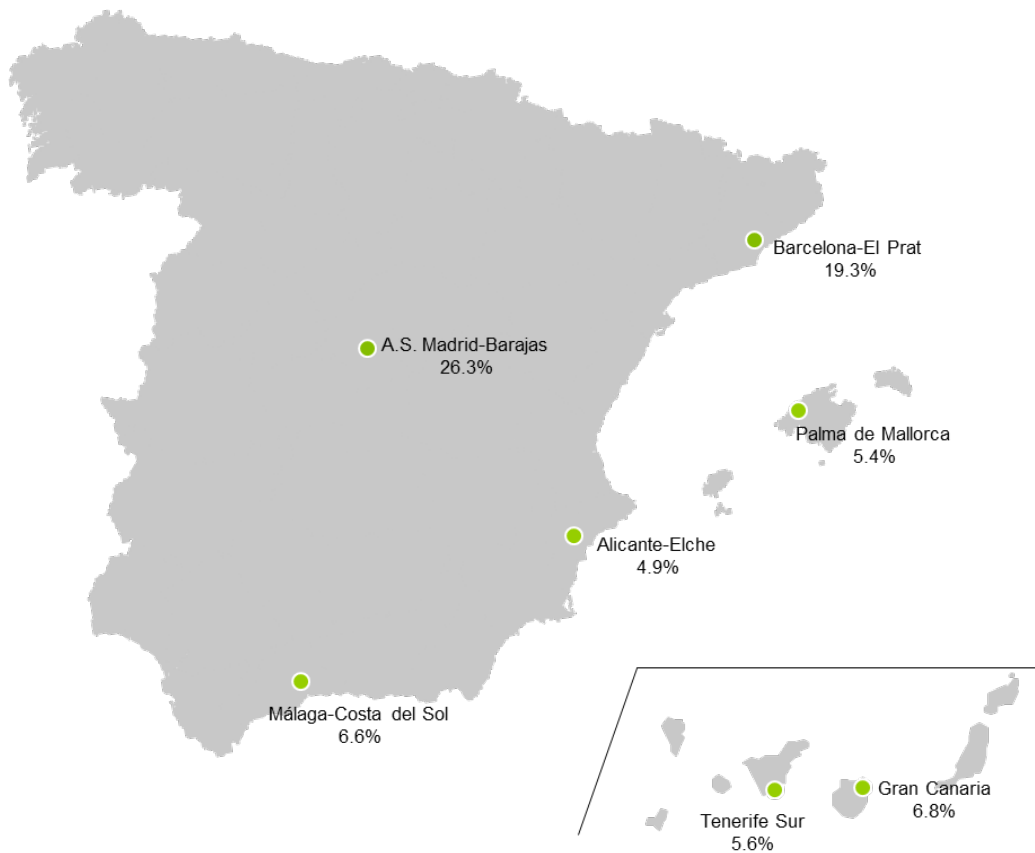 Barcelona-El Prat
19.3%
A.S. Madrid-Barajas
26.3%
Palma de Mallorca
5.4%
Alicante-Elche
4.9%
Málaga-Costa del Sol
6.6%
Gran Canaria
6.8%
Tenerife Sur
5.6%